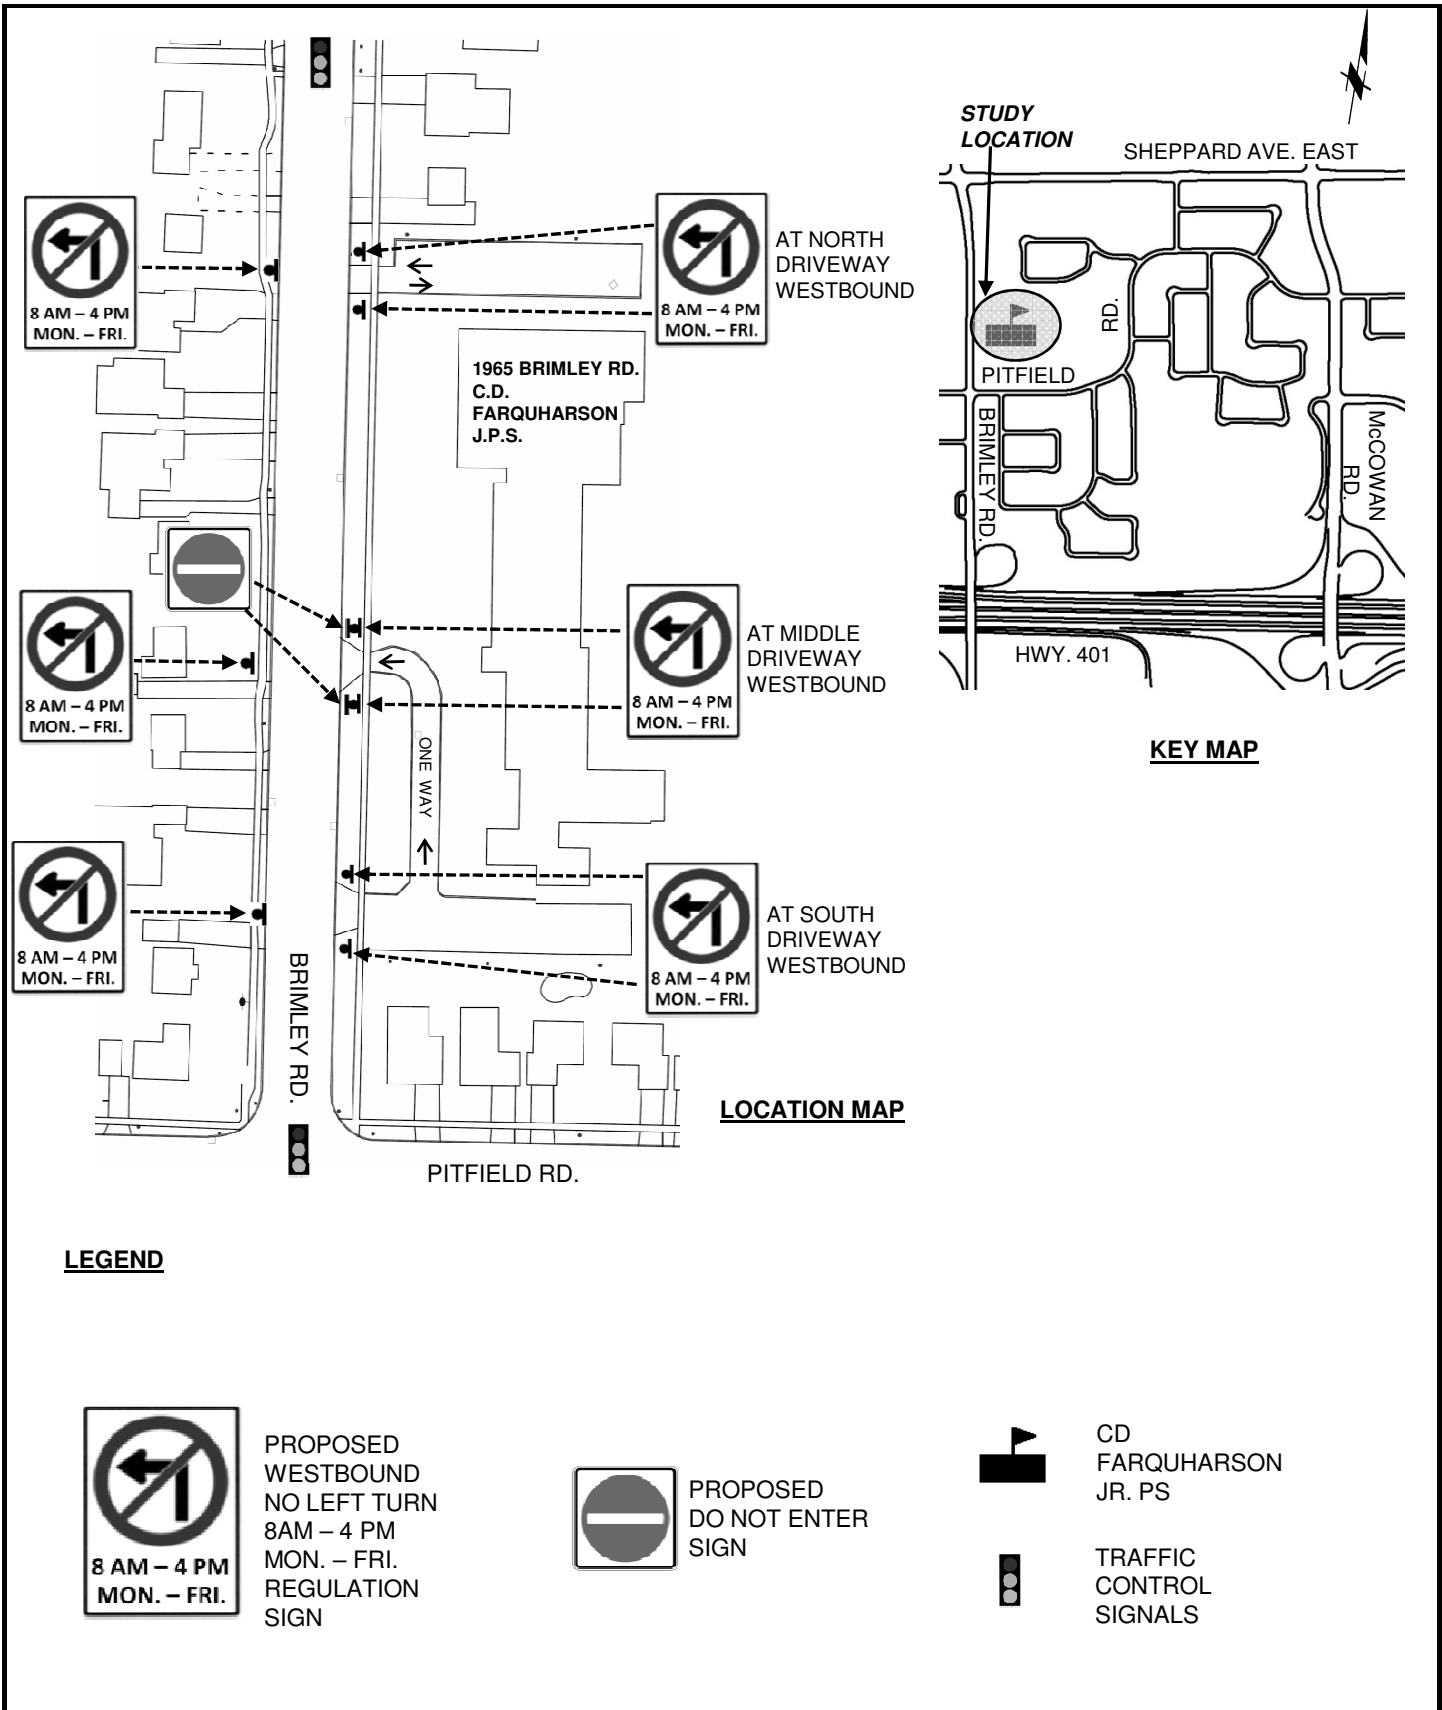 8 AM – 4 PM
MON. – FRI.
8 AM – 4 PM
MON. – FRI.
AT NORTH
DRIVEWAY
WESTBOUND
1965 BRIMLEY RD.
C.D.
FARQUHARSON
J.P.S.
8 AM – 4 PM
MON. – FRI.
8 AM – 4 PM
MON. – FRI.
AT MIDDLE
DRIVEWAY
WESTBOUND
ONE WAY
8 AM – 4 PM
MON. – FRI.
8 AM – 4 PM
MON. – FRI.
AT SOUTH
DRIVEWAY
WESTBOUND
BRIMLEY RD.
PITFIELD RD.
LOCATION MAP
STUDY
LOCATION
SHEPPARD AVE. EAST
RD.
PITFIELD
BRIMLEY RD.
McCOWAN
RD.
HWY. 401
KEY MAP
LEGEND
8 AM – 4 PM
MON. – FRI.
PROPOSED
WESTBOUND
NO LEFT TURN
8AM – 4 PM
MON. – FRI.
REGULATION
SIGN
PROPOSED
DO NOT ENTER
SIGN
CD
FARQUHARSON
JR. PS
TRAFFIC
CONTROL
SIGNALS